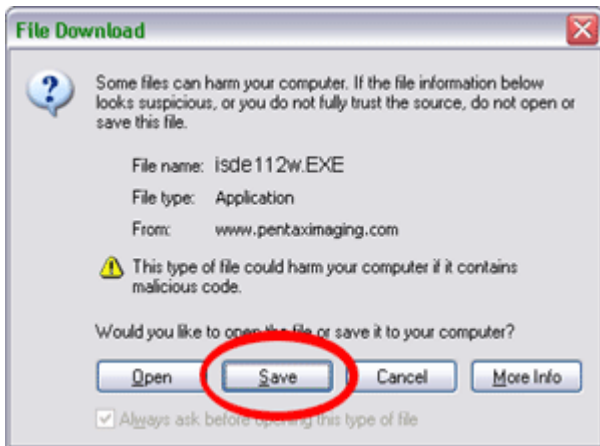 File Download
Some files can harm your computer. If the file information below
looks suspicious, or you do not fully trust the source, do not open or
save this file.
File name: isde112w.EXE
File type: Application
From: www.pentaximaging.com
This type of file could harm your computer if it contains
malicious code.
Would you like to open the file or save it to your computer?
Open Save Cancel More Info
Always ask before opening this type of file